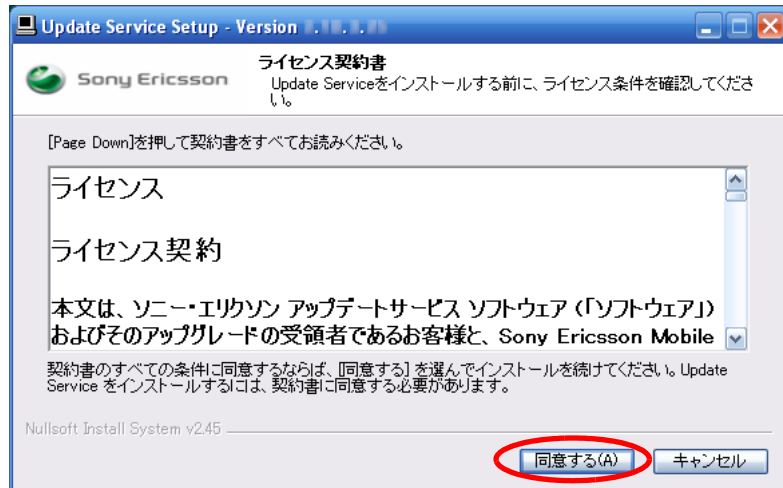 Update Service Setup - Version
Sony Ericsson
ライセンス契約書
Update Serviceをインストールする前に、ライセンス条件を確認してくださ
い。
[Page Down]を押して契約書をすべてお読みください。
ライセンス
ライセンス契約
本文は、ソニー・エリクソン アップデートサービス ソフトウェア (「ソフトウェア」)
およびそのアップグレードの受領者であるお客様と、Sony Ericsson Mobile
契約書のすべての条件に同意するならば、[同意する] を選んでインストールを続けてください。Update
Service をインストールするには、契約書に同意する必要があります。
Nullsoft Install System v2.45
同意する(A)
キャンセル